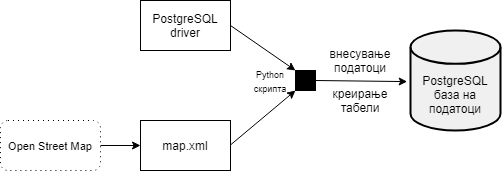 PostgreSQL
driver
Python
скрипта
внесување
податоци
креирање
табели
PostgreSQL
база на
податоци
Open Street Map
map.xml